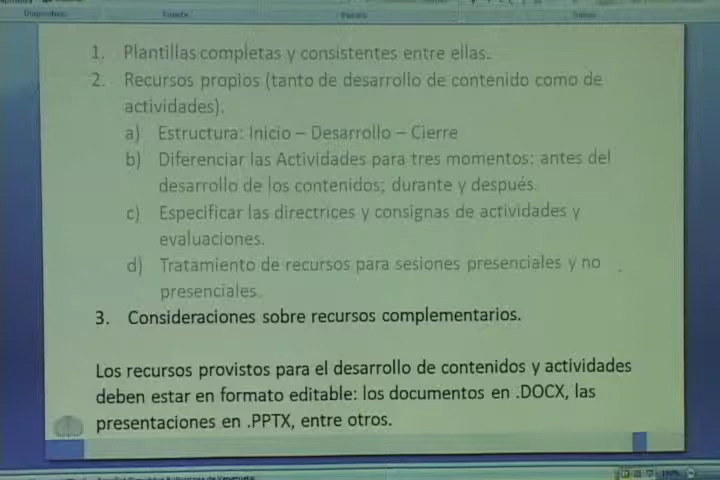 1. Plantillas completas y consistentes entre ellas.
2. Recursos propios (tanto de desarrollo de contenido como de
actividades).
a) Estructura: Inicio – Desarrollo – Cierre
b) Diferenciar las Actividades para tres momentos: antes del
desarrollo de los contenidos; durante y después.
c) Especificar las directrices y consignas de actividades y
evaluaciones.
d) Tratamiento de recursos para sesiones presenciales y no
presenciales.
3. Consideraciones sobre recursos complementarios.
Los recursos provistos para el desarrollo de contenidos y actividades
deben estar en formato editable: los documentos en .DOCX, las
presentaciones en .PPTX, entre otros.